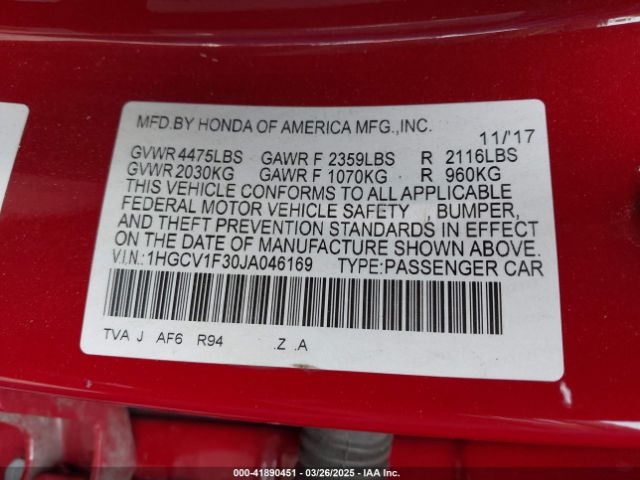 MFD.BY HONDA OF AMERICA MFG.,INC.
11/'17
GVWR 4475LBS GAWR F 2359LBS R 2116LBS
GVWR 2030KG GAWR F 1070KG R 960KG
THIS VEHICLE CONFORMS TO ALL APPLICABLE
FEDERAL MOTOR VEHICLE SAFETY BUMPER,
AND THEFT PREVENTION STANDARDS IN EFFECT
ON THE DATE OF MANUFACTURE SHOWN ABOVE.
V.I.N.:1HGCV1F30JA046169 TYPE:PASSENGER CAR
TVA J AF6 R94 .Z .A
000-41890451 | 03/26/2025 | IAA Inc.